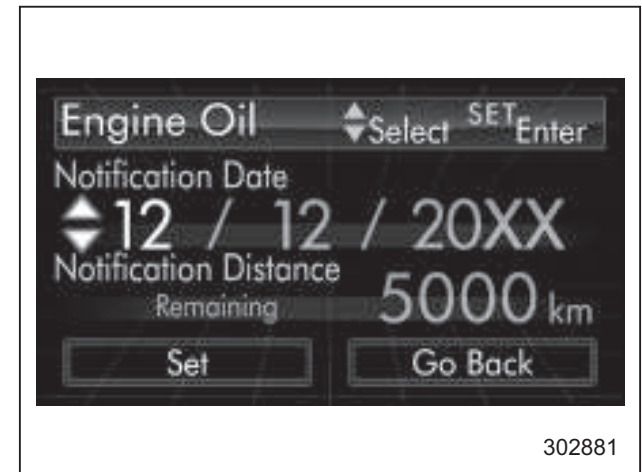 Engine Oil Select SET Enter
Notification Date
12 / 12 / 20XX
Notification Distance
Remaining 5000 km
Set Go Back
302881